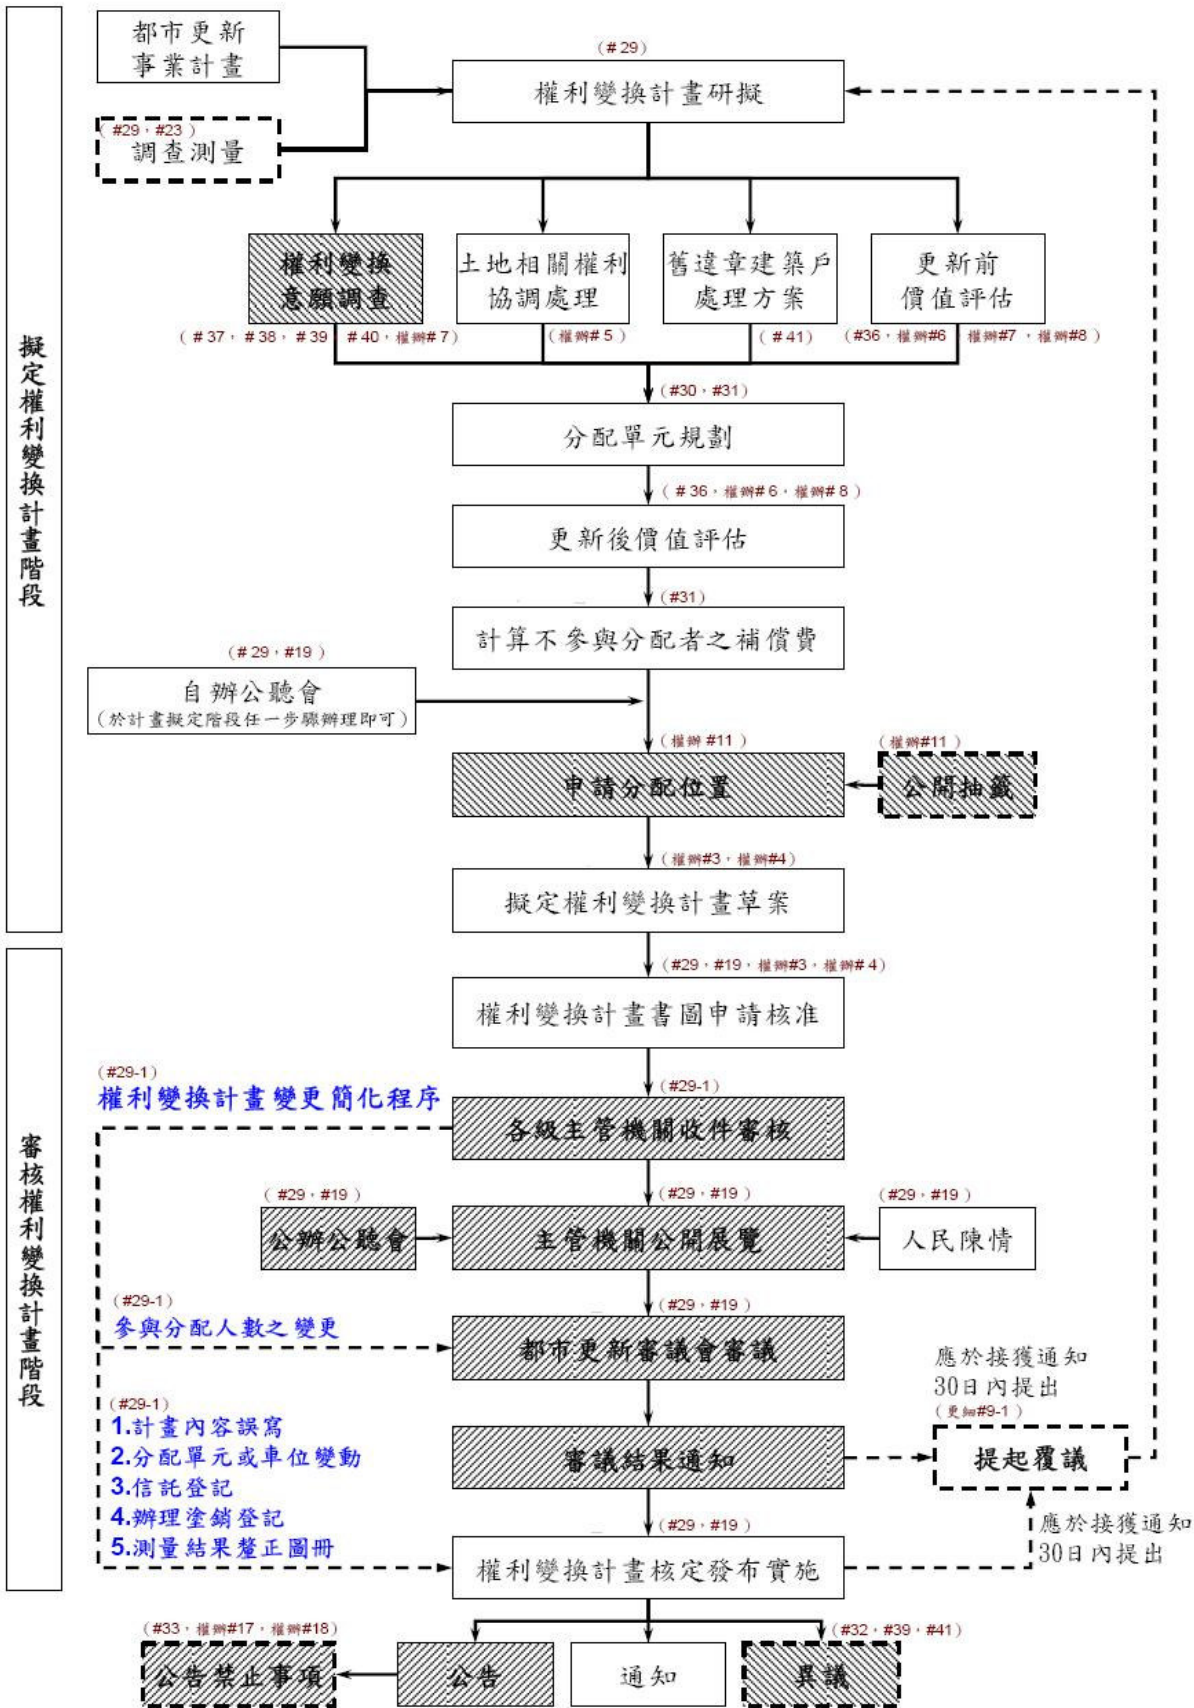 都市更新
事業計畫
(#29,#23)
調查測量
(#29)
權利變換計畫研擬
擬定權利變換計畫階段
權利變換
意願調查
土地相關權利
協調處理
舊違章建築戶
處理方案
更新前
價值評估
(#37,#38,#39,#40,權辦#7)
(權辦#5)
(#41)
(#36,權辦#6,權辦#7,權辦#8)
(#30,#31)
分配單元規劃
(#36,權辦#6,權辦#8)
更新後價值評估
(#31)
計算不參與分配者之補償費
(#29,#19)
自辦公聽會
(於計畫擬定階段任一步驟辦理即可)
(權辦#11)
申請分配位置
(權辦#11)
公開抽籤
(權辦#3,權辦#4)
擬定權利變換計畫草案
審核權利變換計畫階段
(#29,#19,權辦#3,權辦#4)
權利變換計畫書圖申請核准
(#29-1)
權利變換計畫變更簡化程序
(#29-1)
各級主管機關收件審核
(#29,#19)
公辦公聽會
(#29,#19)
主管機關公開展覽
(#29,#19)
人民陳情
(#29-1)
參與分配人數之變更
(#29,#19)
都市更新審議會審議
(#29-1)
1.計畫內容誤寫
2.分配單元或車位變動
3.信託登記
4.辦理塗銷登記
5.測量結果釐正圖冊
審議結果通知
應於接獲通知
30日內提出
(更細#9-1)
提起覆議
應於接獲通知
30日內提出
(#29,#19)
權利變換計畫核定發布實施
(#33,權辦#17,權辦#18)
公告禁止事項
公告
通知
(#32,#39,#41)
異議